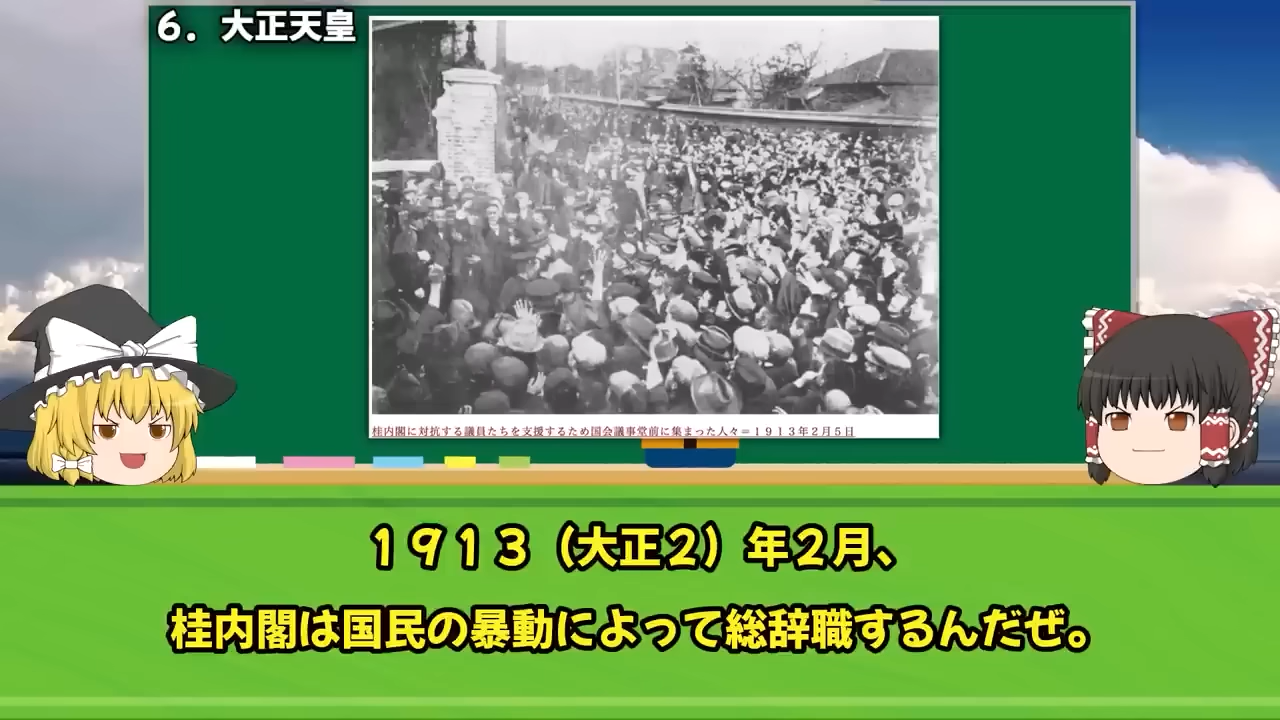 6．大正天皇
桂内閣に対抗する議員たちを支援するため国会議事堂前に集まった人々＝１９１３年２月５日
１９１３（大正２）年２月、
桂内閣は国民の暴動によって総辞職するんだぜ。